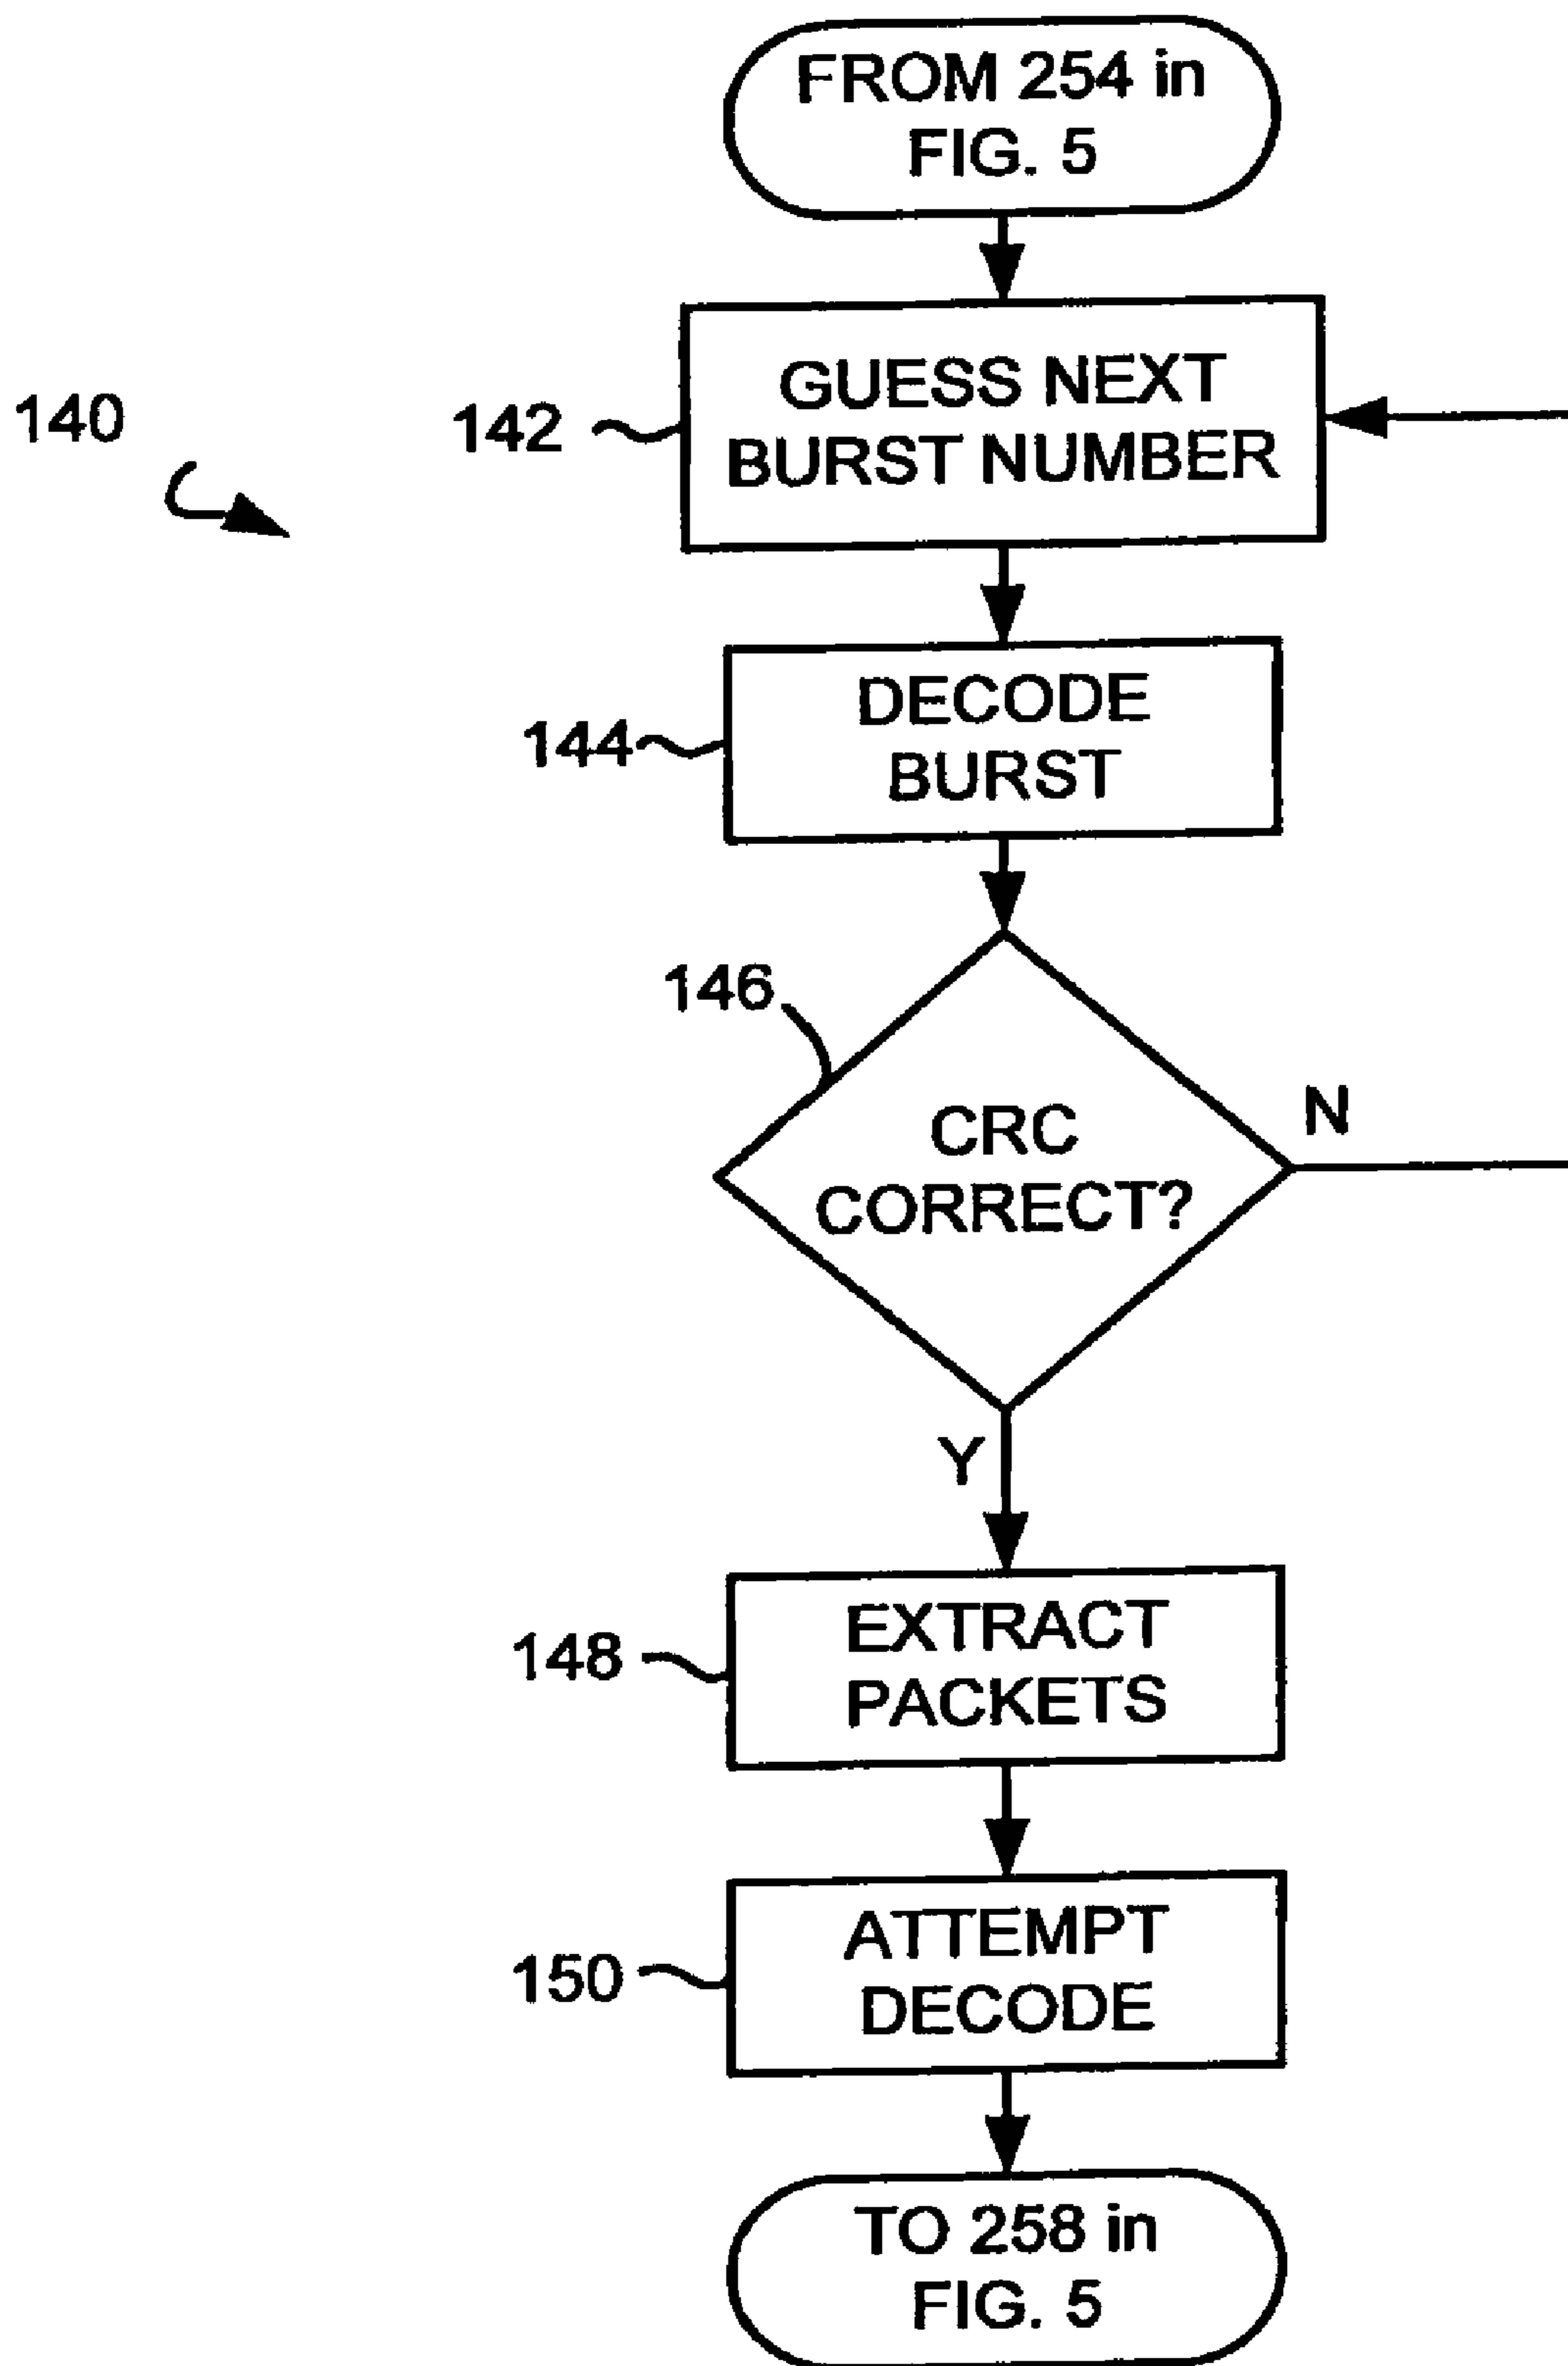 FROM 254 in
FIG. 5
140
142
GUESS NEXT
BURST NUMBER
144
DECODE
BURST
146
CRC
CORRECT?
N
Y
148
EXTRACT
PACKETS
150
ATTEMPT
DECODE
TO 258 in
FIG. 5